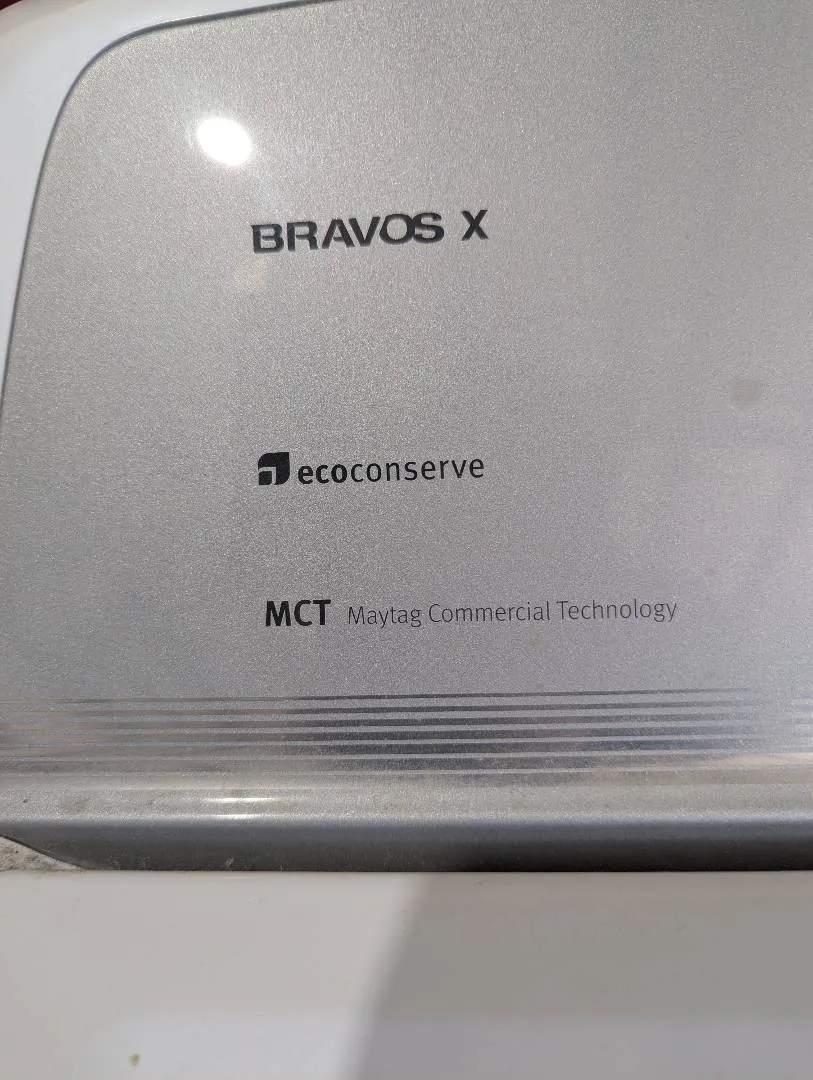 BRAVOS X
ecoconserve
MCT Maytag Commercial Technology